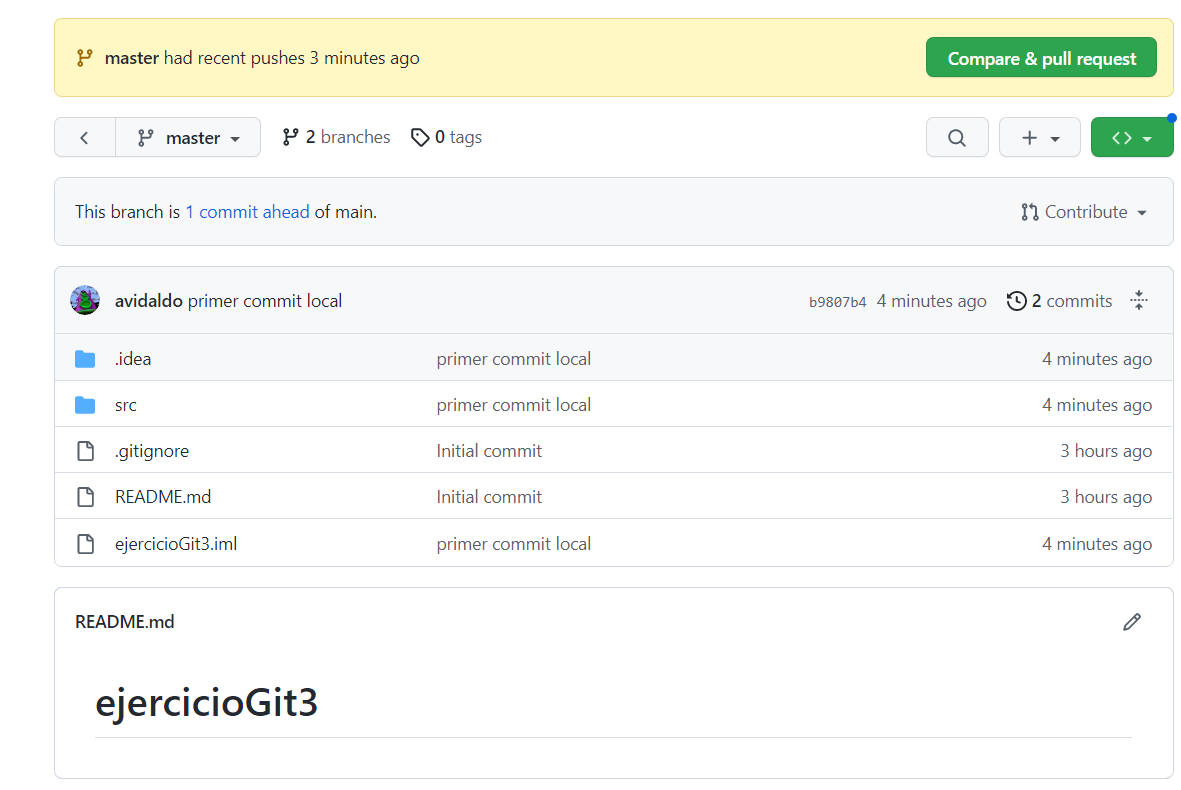 master had recent pushes 3 minutes ago Compare & pull request
master 2 branches 0 tags
This branch is 1 commit ahead of main. Contribute
avidaldo primer commit local b9807b4 4 minutes ago 2 commits
.idea primer commit local 4 minutes ago
src primer commit local 4 minutes ago
.gitignore Initial commit 3 hours ago
README.md Initial commit 3 hours ago
ejercicioGit3.iml primer commit local 4 minutes ago
README.md
ejercicioGit3